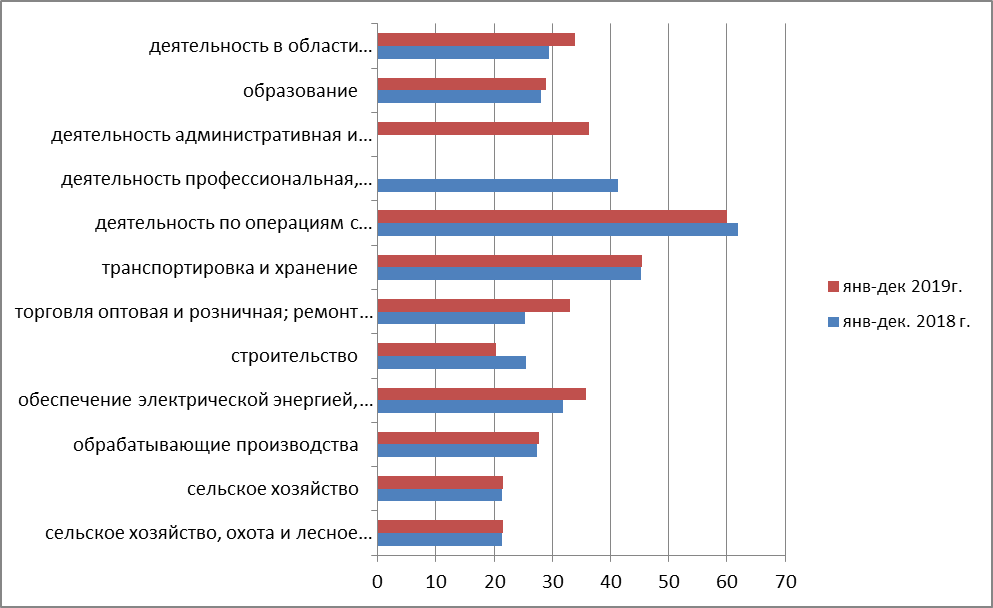 деятельность в области...
образование
деятельность административная и...
деятельность профессиональная,...
деятельность по операциям с...
транспортировка и хранение
торговля оптовая и розничная; ремонт...
строительство
обеспечение электрической энергией,...
обрабатывающие производства
сельское хозяйство
сельское хозяйство, охота и лесное...
0 10 20 30 40 50 60 70
янв-дек 2019г.
янв-дек. 2018 г.